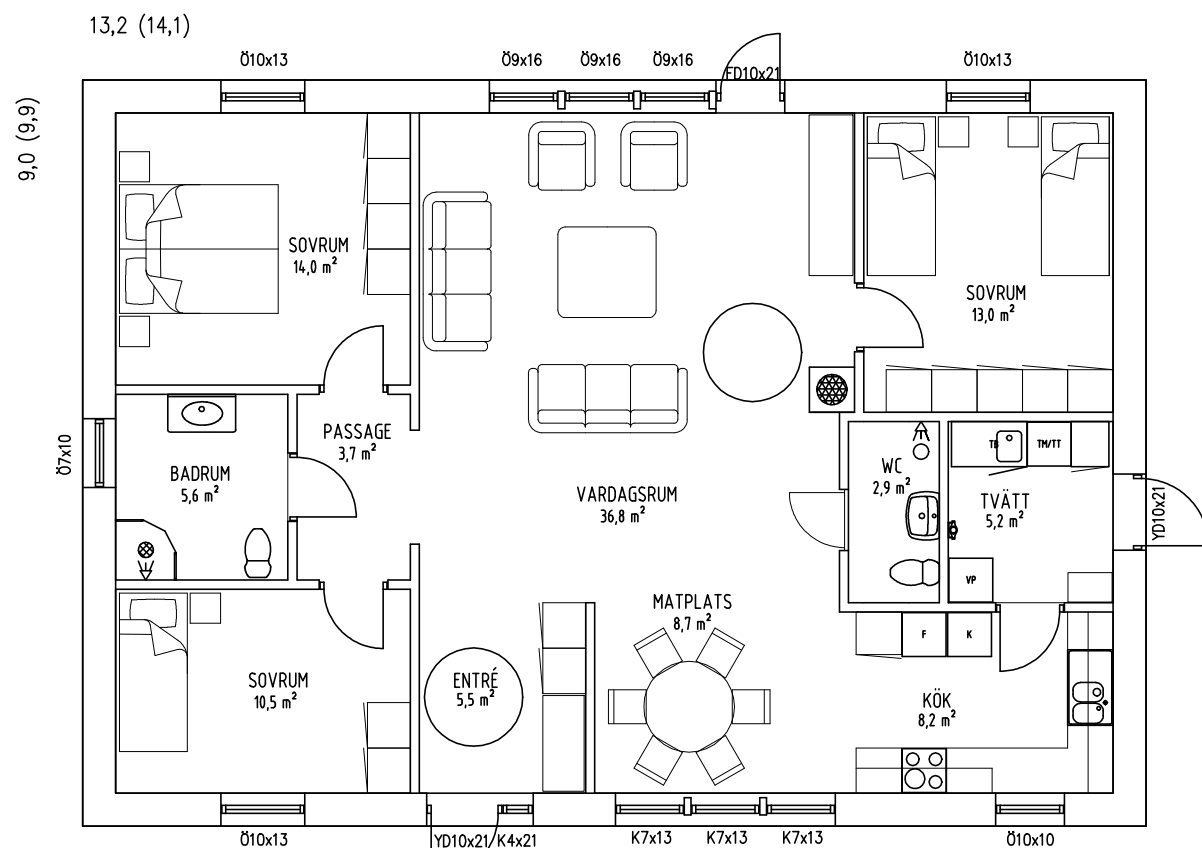 13,2 (14,1)
9,0 (9,9)
Ö10x13
Ö9x16
Ö9x16
Ö9x16
FD10x21
Ö10x13
SOVRUM
14,0 m²
SOVRUM
13,0 m²
PASSAGE
3,7 m²
Ö7x10
BADRUM
5,6 m²
VARDAGSRUM
36,8 m²
WC
2,9 m²
TB
TM/TT
TVÄTT
5,2 m²
YD10x21
VP
MATPLATS
8,7 m²
F
K
SOVRUM
10,5 m²
ENTRÉ
5,5 m²
KÖK
8,2 m²
Ö10x13
YD10x21
K4x21
K7x13
K7x13
K7x13
Ö10x10